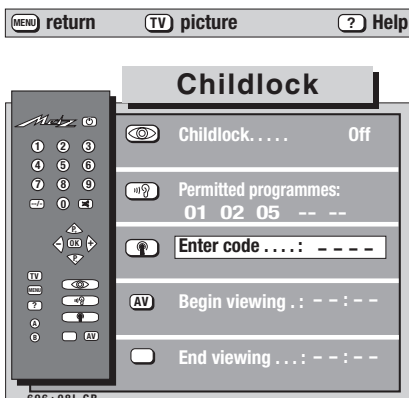 MENU return TV picture ? Help
Childlock
Metz
1 2 3
4 5 6
7 8 9
-/-- 0
P+
- OK +
P-
TV
MENU
?
A
B AV
Childlock..... Off
Permitted programmes:
01 02 05 -- --
Enter code ....: _ _ _ _
AV Begin viewing .: – – : – –
End viewing ...: – – : – –